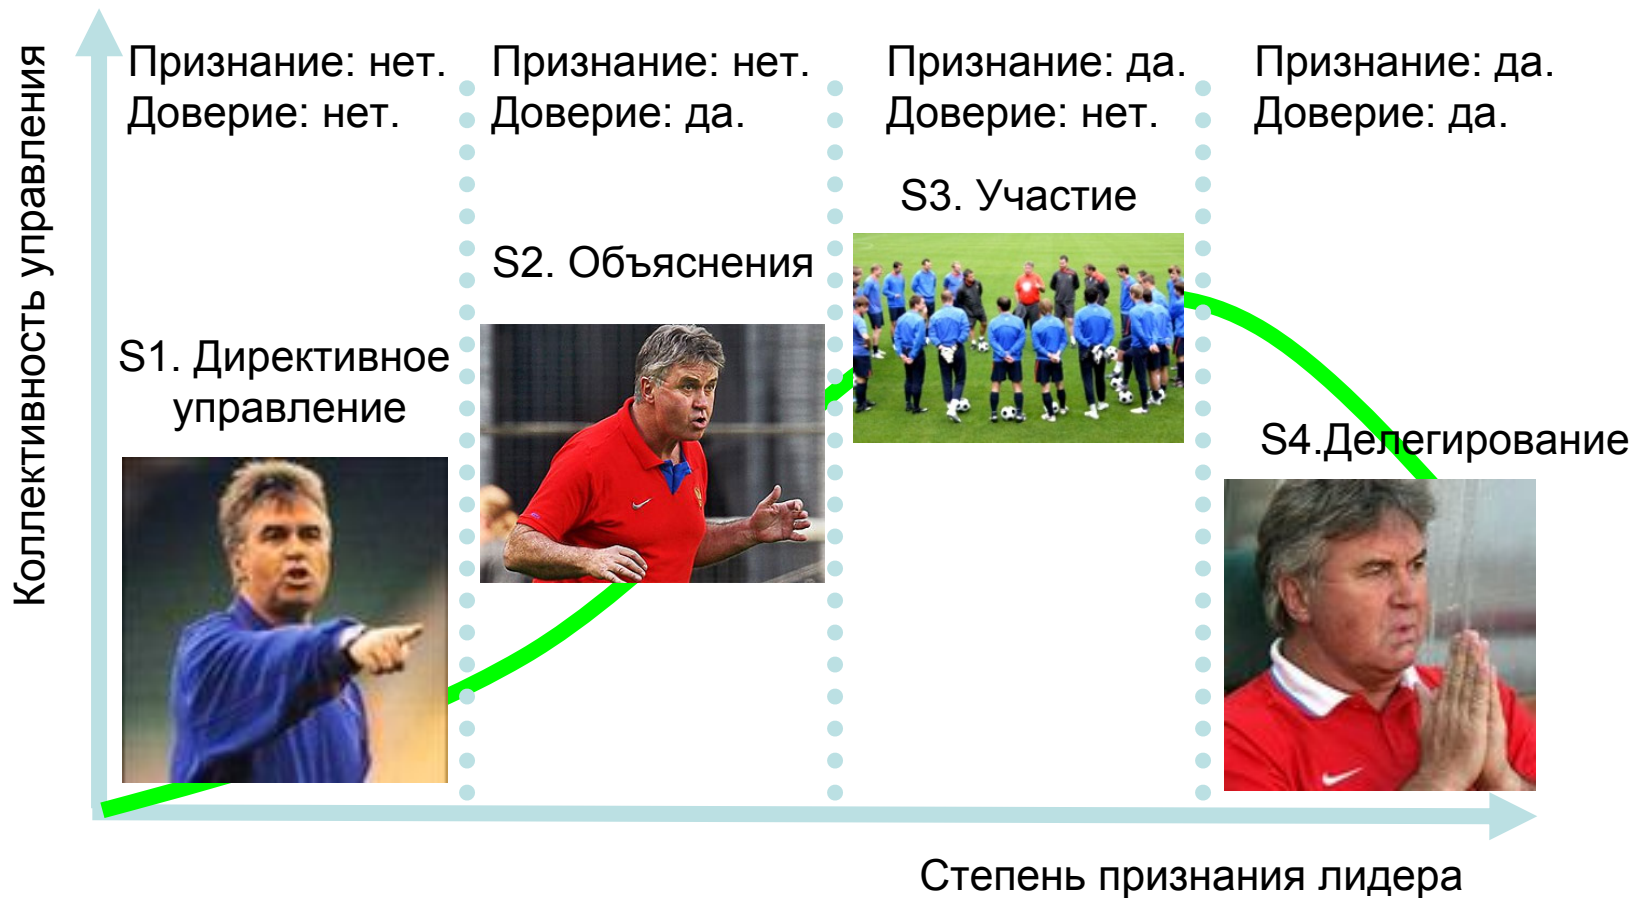 Коллективность управления
Признание: нет.
Доверие: нет.
Признание: нет.
Доверие: да.
Признание: да.
Доверие: нет.
Признание: да.
Доверие: да.
S1. Директивное
управление
S2. Объяснения
S3. Участие
S4.Делегирование
Степень признания лидера